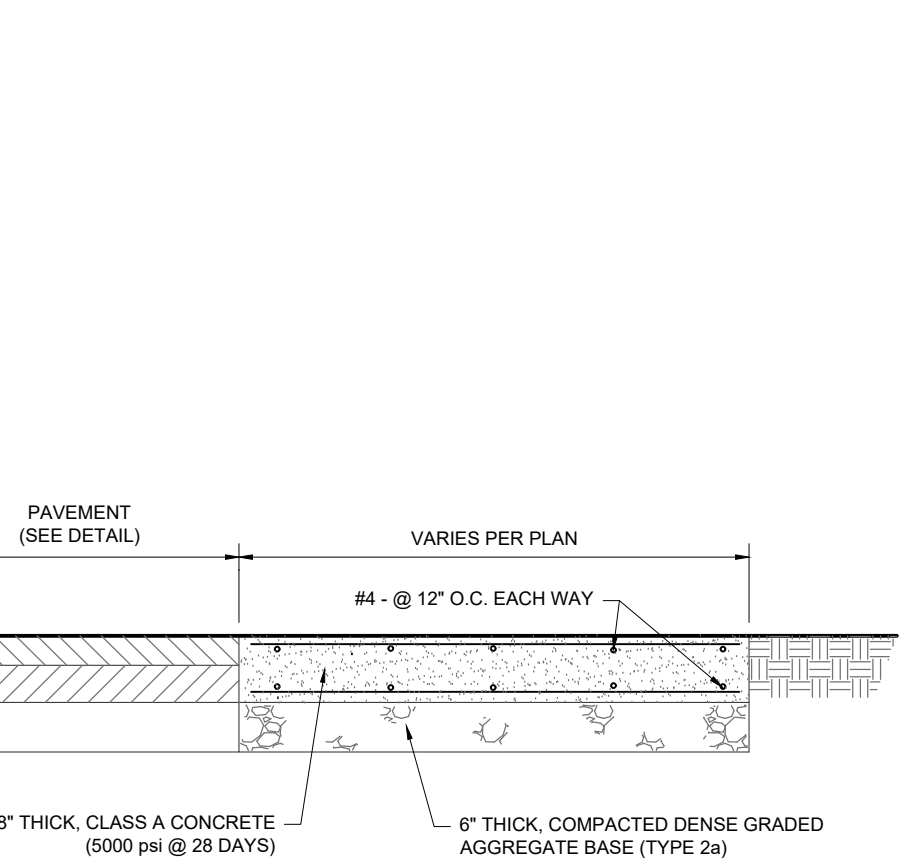 PAVEMENT
(SEE DETAIL)
VARIES PER PLAN
#4 - @ 12" O.C. EACH WAY
8" THICK, CLASS A CONCRETE
(5000 psi @ 28 DAYS)
6" THICK, COMPACTED DENSE GRADED
AGGREGATE BASE (TYPE 2a)